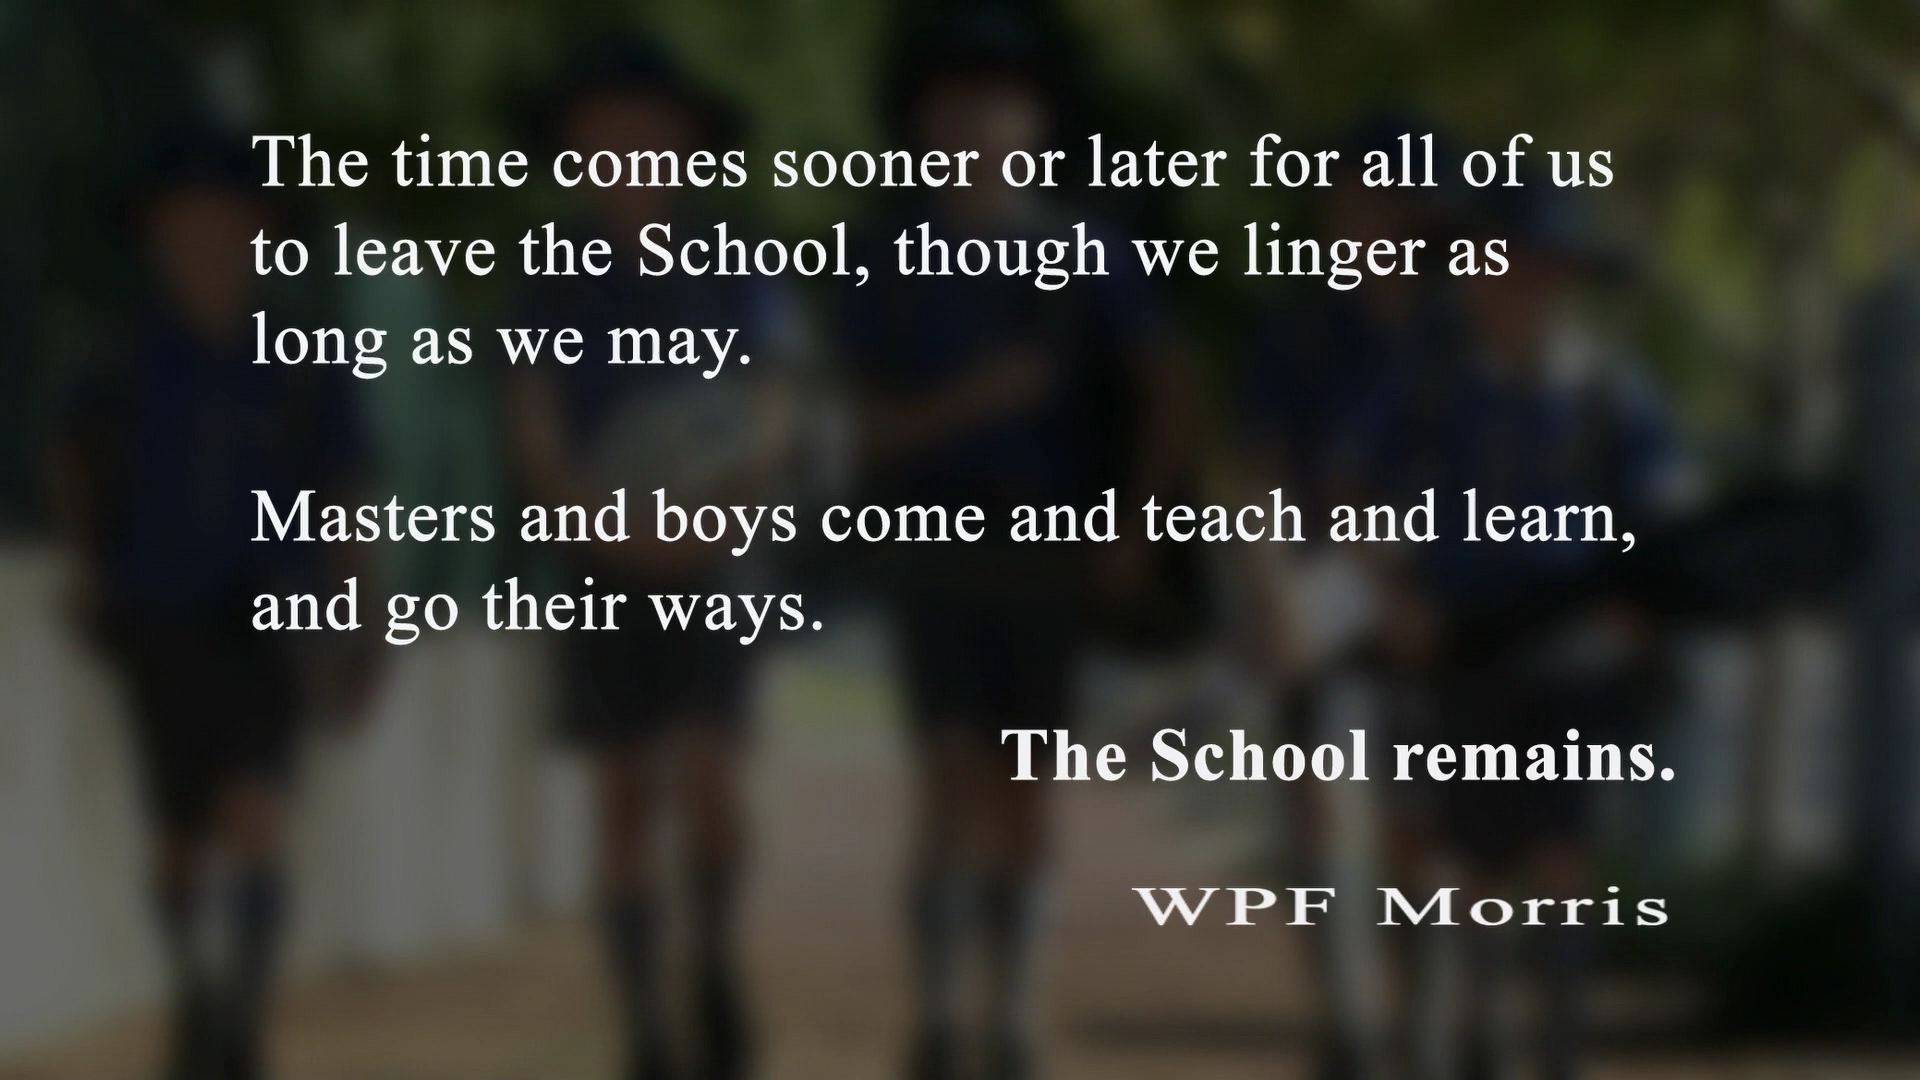 The time comes sooner or later for all of us
to leave the School, though we linger as
long as we may.
Masters and boys come and teach and learn,
and go their ways.
The School remains.
WPF Morris